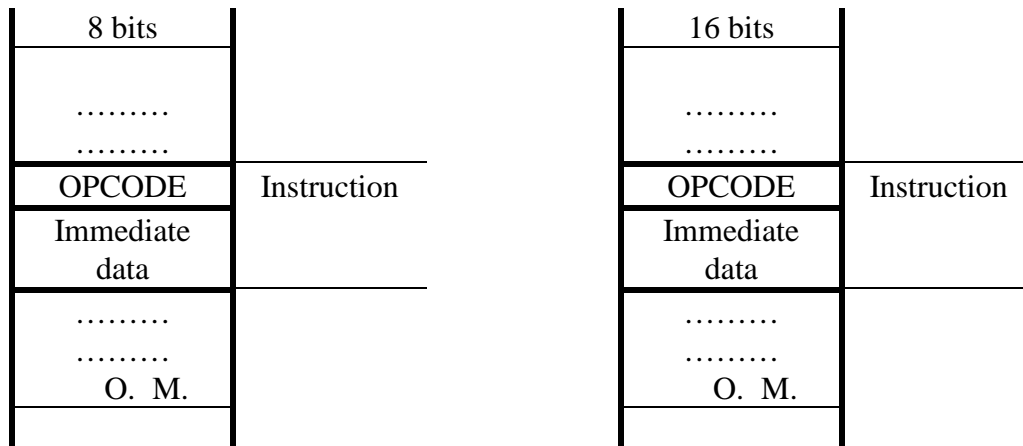 8 bits
………
………
OPCODE
Instruction
Immediate
data
………
………
O. M.
16 bits
………
………
OPCODE
Instruction
Immediate
data
………
………
O. M.